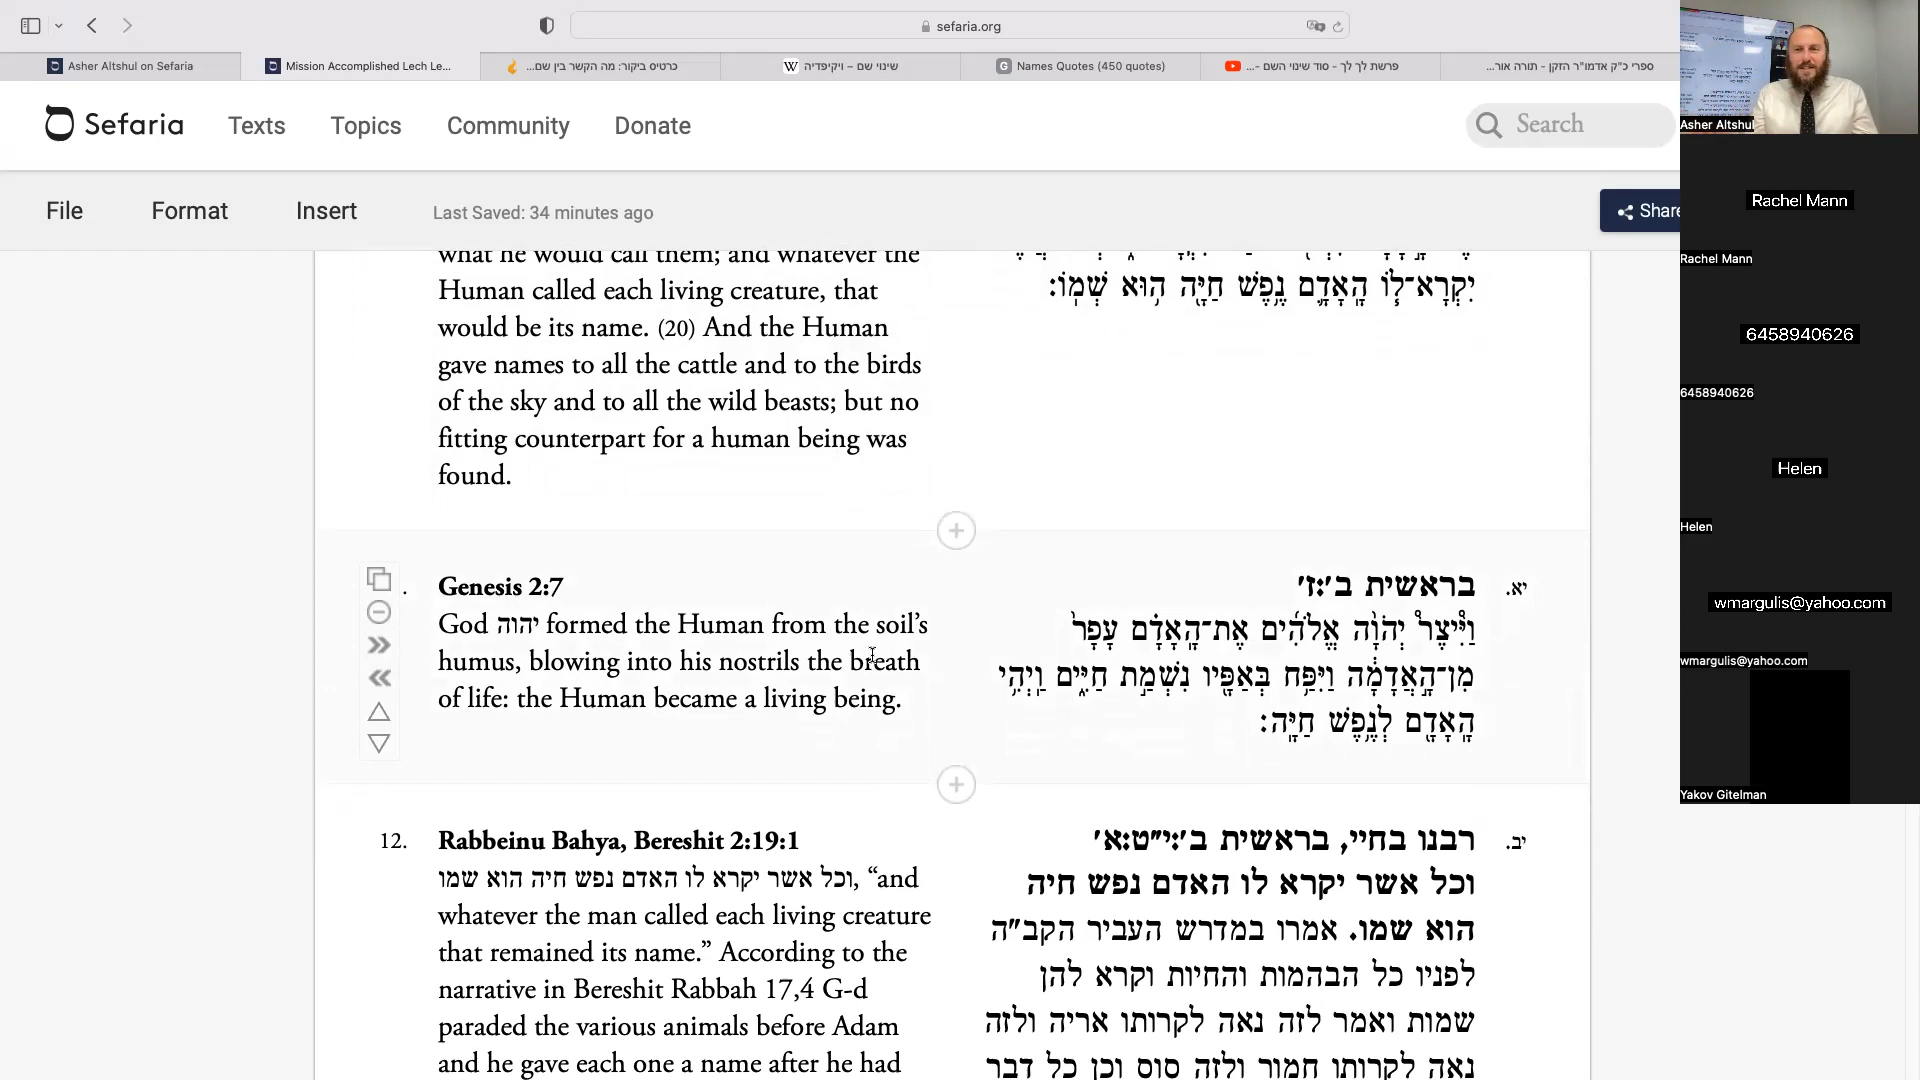 sefaria.org
Asher Altshul on Sefaria
Mission Accomplished Lech Le...
כרטיס ביקור: מה הקשר בין שם...
שינוי שם – ויקיפדיה
Names Quotes (450 quotes)
פרשת לך לך - סוד שינוי השם -...
ספרי כ"ק אדמו"ר הזקן - תורה אור...
Sefaria
Texts
Topics
Community
Donate
Search
File
Format
Insert
Last Saved: 34 minutes ago
Share
what he would call them; and whatever the
Human called each living creature, that
would be its name. (20) And the Human
gave names to all the cattle and to the birds
of the sky and to all the wild beasts; but no
fitting counterpart for a human being was
found.
יִקְרָא־ל֧וֹ הָֽאָדָ֛ם נֶ֥פֶשׁ חַיָּ֖ה ה֥וּא שְׁמֽוֹ׃
Genesis 2:7
God יהוה formed the Human from the soil’s
humus, blowing into his nostrils the breath
of life: the Human became a living being.
יא.
בראשית ב׳:ז׳
וַיִּ֩יצֶר֩ יְהֹוָ֨ה אֱלֹהִ֜ים אֶת־הָֽאָדָ֗ם עָפָר֙
מִן־הָ֣אֲדָמָ֔ה וַיִּפַּ֥ח בְּאַפָּ֖יו נִשְׁמַ֣ת חַיִּ֑ים וַֽיְהִ֥י
הָֽאָדָ֖ם לְנֶ֥פֶשׁ חַיָּֽה׃
12.
Rabbeinu Bahya, Bereshit 2:19:1
וכל אשר יקרא לו האדם נפש חיה הוא שמו, “and
whatever the man called each living creature
that remained its name.” According to the
narrative in Bereshit Rabbah 17,4 G-d
paraded the various animals before Adam
and he gave each one a name after he had
יב.
רבנו בחיי, בראשית ב׳:י״ט:א׳
וכל אשר יקרא לו האדם נפש חיה
הוא שמו. אמרו במדרש העביר הקב"ה
לפניו כל הבהמות והחיות וקרא להן
שמות ואמר לזה נאה לקרותו אריה ולזה
נאה לקרותו חמור ולזה סוס וכן כל דבר
Asher Altshul
Rachel Mann
Rachel Mann
6458940626
6458940626
Helen
Helen
wmargulis@yahoo.com
wmargulis@yahoo.com
Yakov Gitelman